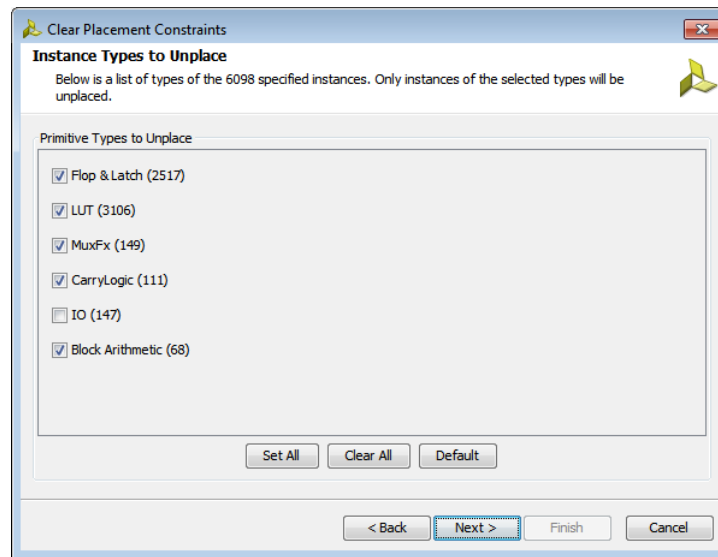 Clear Placement Constraints
Instance Types to Unplace
Below is a list of types of the 6098 specified instances. Only instances of the selected types will be
unplaced.
Primitive Types to Unplace
Flop & Latch (2517)
LUT (3106)
MuxFx (149)
CarryLogic (111)
IO (147)
Block Arithmetic (68)
Set All Clear All Default
< Back Next > Finish Cancel